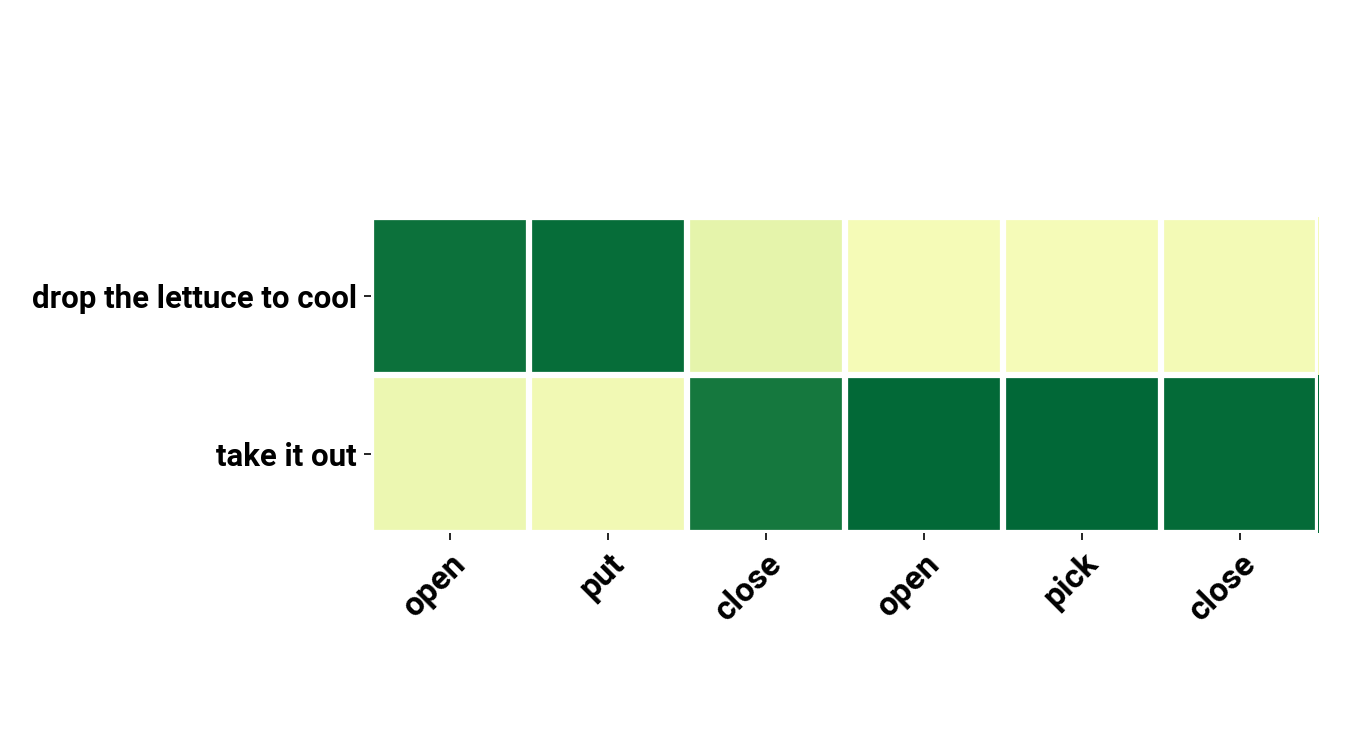 drop the lettuce to cool
take it out
open
put
close
open
pick
close